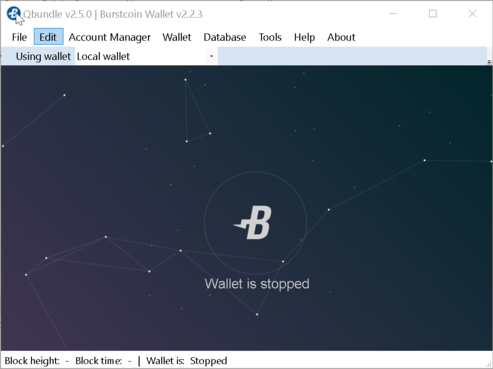 Qbundle v2.5.0 | Burstcoin Wallet v2.2.3
File Edit Account Manager Wallet Database Tools Help About
Using wallet Local wallet
Wallet is stopped
Block height: - Block time: - | Wallet is: Stopped